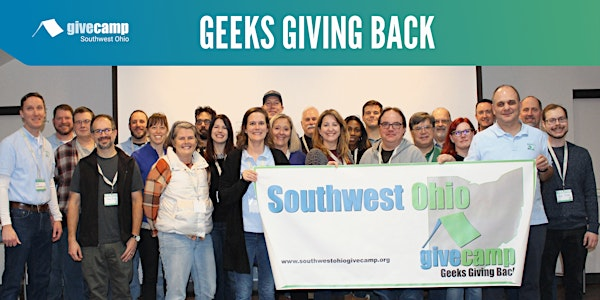 givecamp
Southwest Ohio
GEEKS GIVING BACK
Southwest Ohio
givecamp
www.southwestohiogivecamp.org
Geeks Giving Back